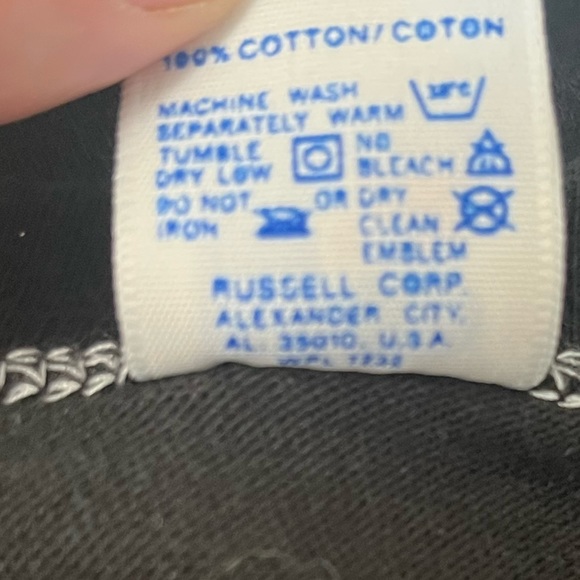 100% COTTON/COTON
MACHINE WASH
SEPARATELY WARM
TUMBLE NO
DRY LOW BLEACH
DO NOT OR DRY
IRON CLEAN
EMBLEM
RUSSELL CORP.
ALEXANDER CITY,
AL. 35010, U.S.A.